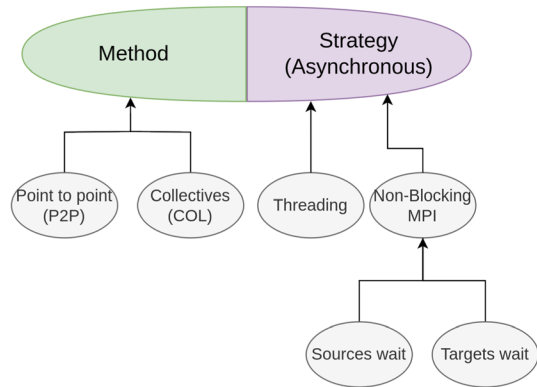 Method
Strategy
(Asynchronous)
Point to point
(P2P)
Collectives
(COL)
Threading
Non-Blocking
MPI
Sources wait
Targets wait